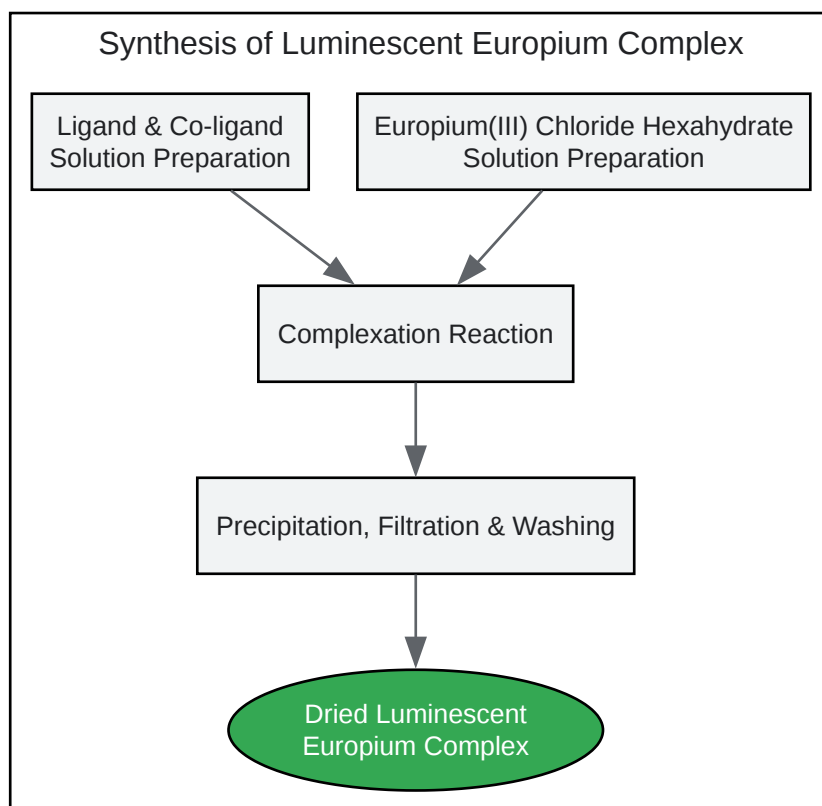 Synthesis of Luminescent Europium Complex
Ligand & Co-ligand
Solution Preparation
Europium(III) Chloride Hexahydrate
Solution Preparation
Complexation Reaction
Precipitation, Filtration & Washing
Dried Luminescent
Europium Complex